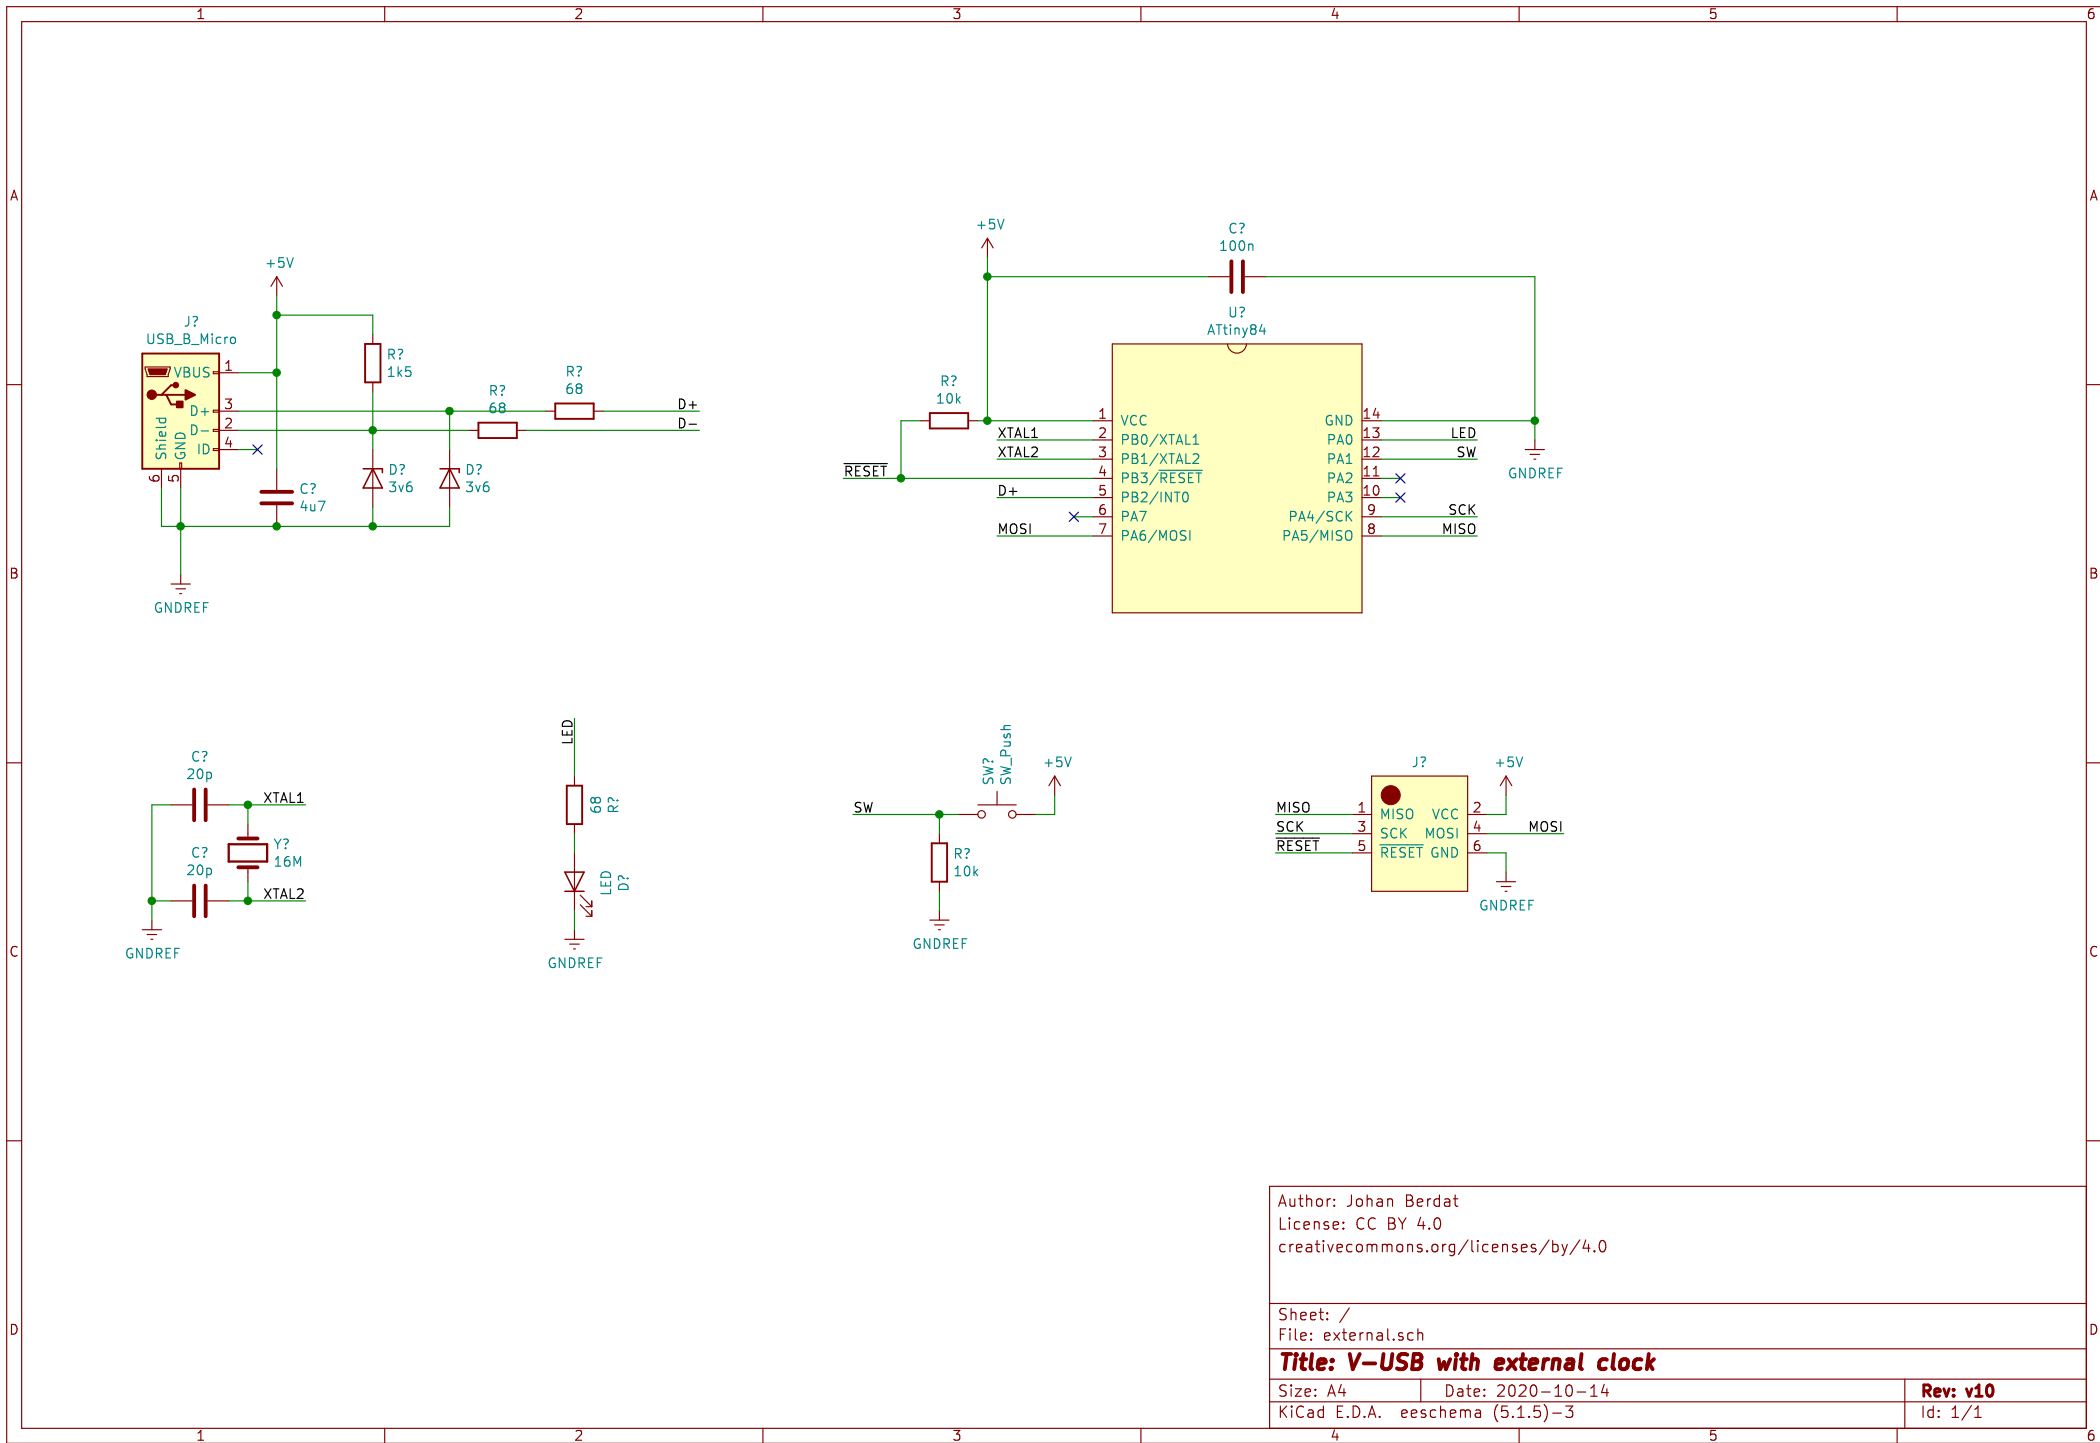 1 2 3 4 5 6
A A
+5V
J?
USB_B_Micro
VBUS 1
D+ 3
D- 2
ID 4
Shield
GND
6 5
R?
1k5
R?
68
R?
68
D+
D-
C?
4u7
D?
3v6
D?
3v6
GNDREF
+5V
C?
100n
U?
ATtiny84
R?
10k
RESET
1 VCC
XTAL1 2 PB0/XTAL1
XTAL2 3 PB1/XTAL2
4 PB3/RESET
D+ 5 PB2/INT0
6 PA7
MOSI 7 PA6/MOSI
GND 14
PA0 13 LED
PA1 12 SW
PA2 11
PA3 10
PA4/SCK 9 SCK
PA5/MISO 8 MISO
GNDREF
B B
C?
20p
XTAL1
Y?
16M
C?
20p
XTAL2
GNDREF
LED
68
R?
LED
D?
GNDREF
SW
SW?
SW_Push
+5V
R?
10k
GNDREF
J?
+5V
MISO 1 MISO VCC 2
SCK 3 SCK MOSI 4 MOSI
RESET 5 RESET GND 6
GNDREF
C C
Author: Johan Berdat
License: CC BY 4.0
creativecommons.org/licenses/by/4.0
Sheet: /
File: external.sch
Title: V-USB with external clock
Size: A4 Date: 2020-10-14 Rev: v10
KiCad E.D.A. eeschema (5.1.5)-3 Id: 1/1
D D
1 2 3 4 5 6